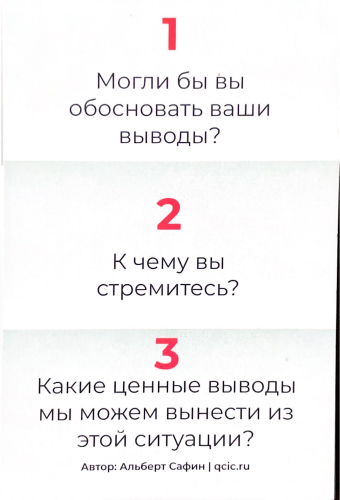 1
Могли бы вы
обосновать ваши
выводы?
2
К чему вы
стремитесь?
3
Какие ценные выводы
мы можем вынести из
этой ситуации?
Автор: Альберт Сафин | qcic.ru